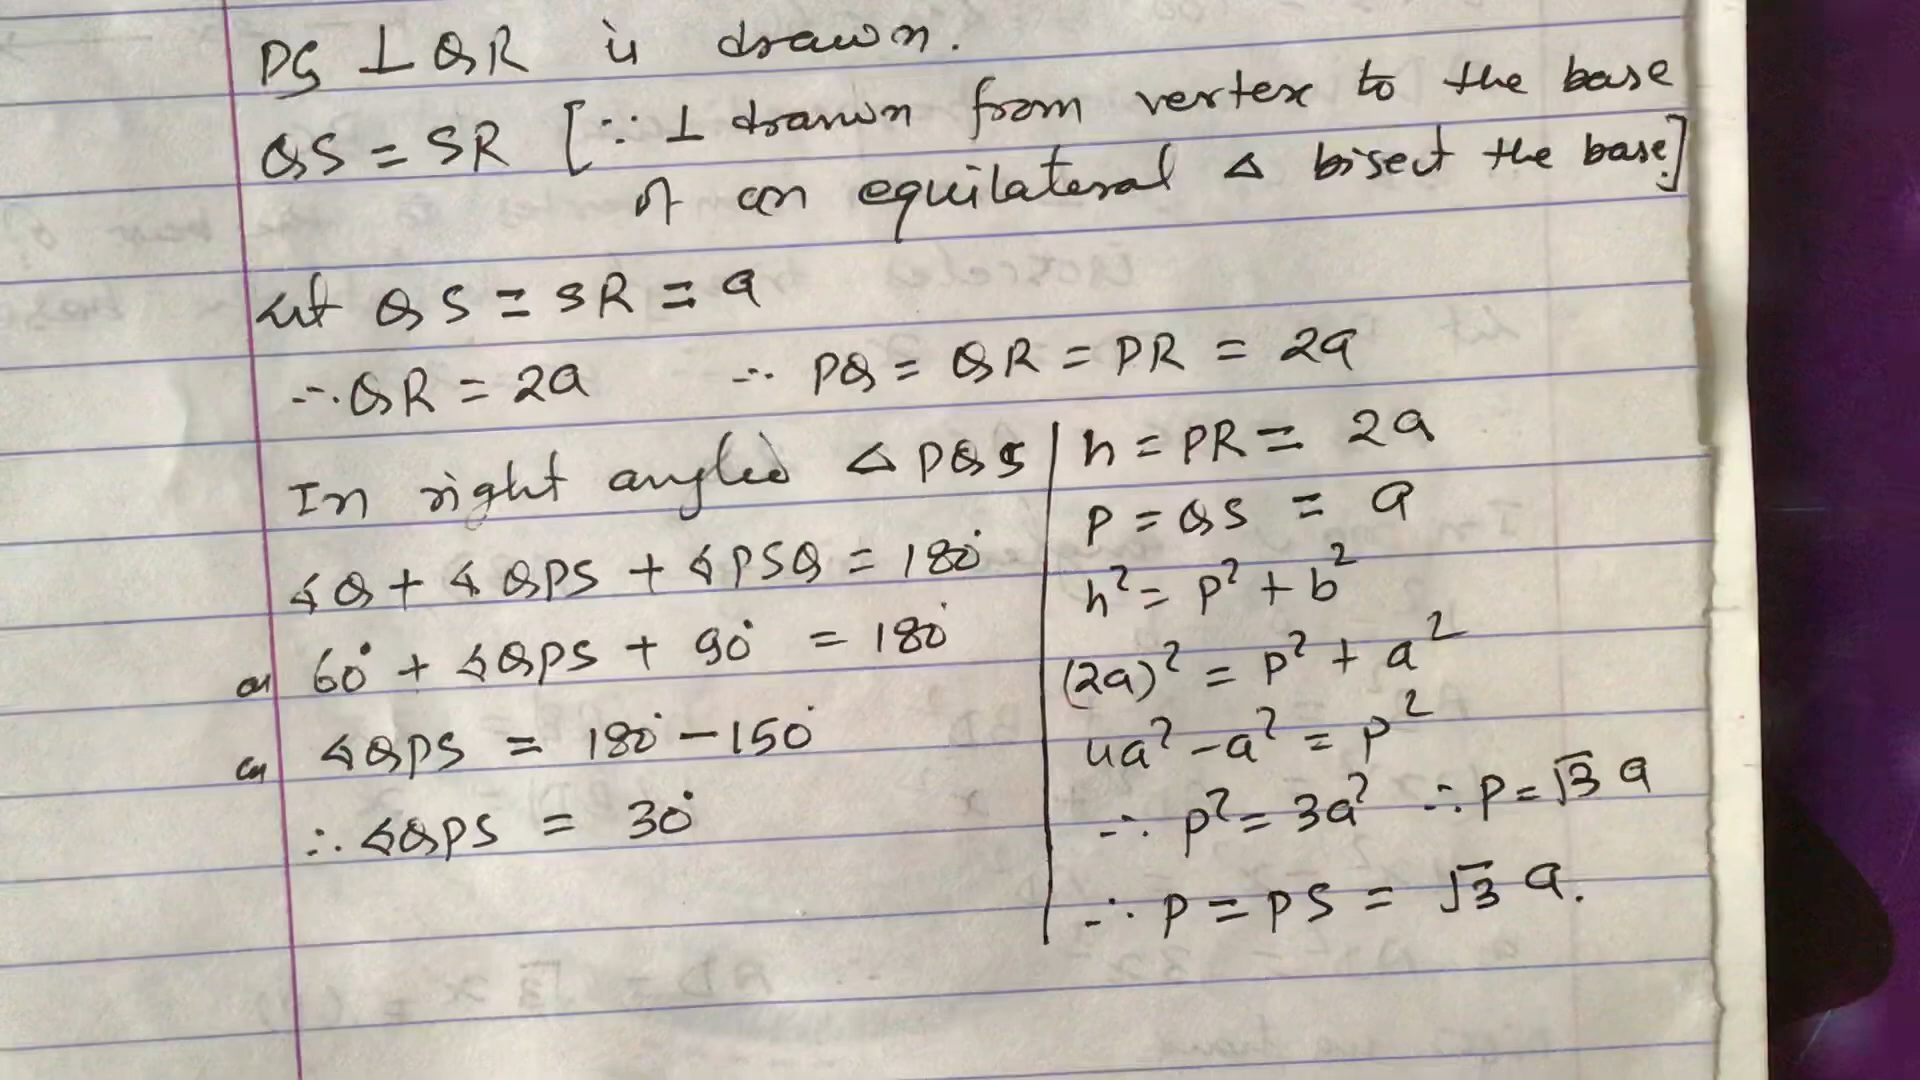 PS ⊥ QR is drawn.
QS = SR [∵ ⊥ drawn from vertex to the base
of an equilateral △ bisect the base.]
Let QS = SR = a
∴ QR = 2a ∴ PQ = QR = PR = 2a
In right angled △ PQS
∡Q + ∡QPS + ∡PSQ = 180°
or 60° + ∡QPS + 90° = 180°
or ∡QPS = 180° - 150°
∴ ∡QPS = 30°
h = PR = 2a
P = QS = a
h² = p² + b²
(2a)² = p² + a²
4a² - a² = p²
∴ p² = 3a² ∴ P = √3 a
∴ P = PS = √3 a.